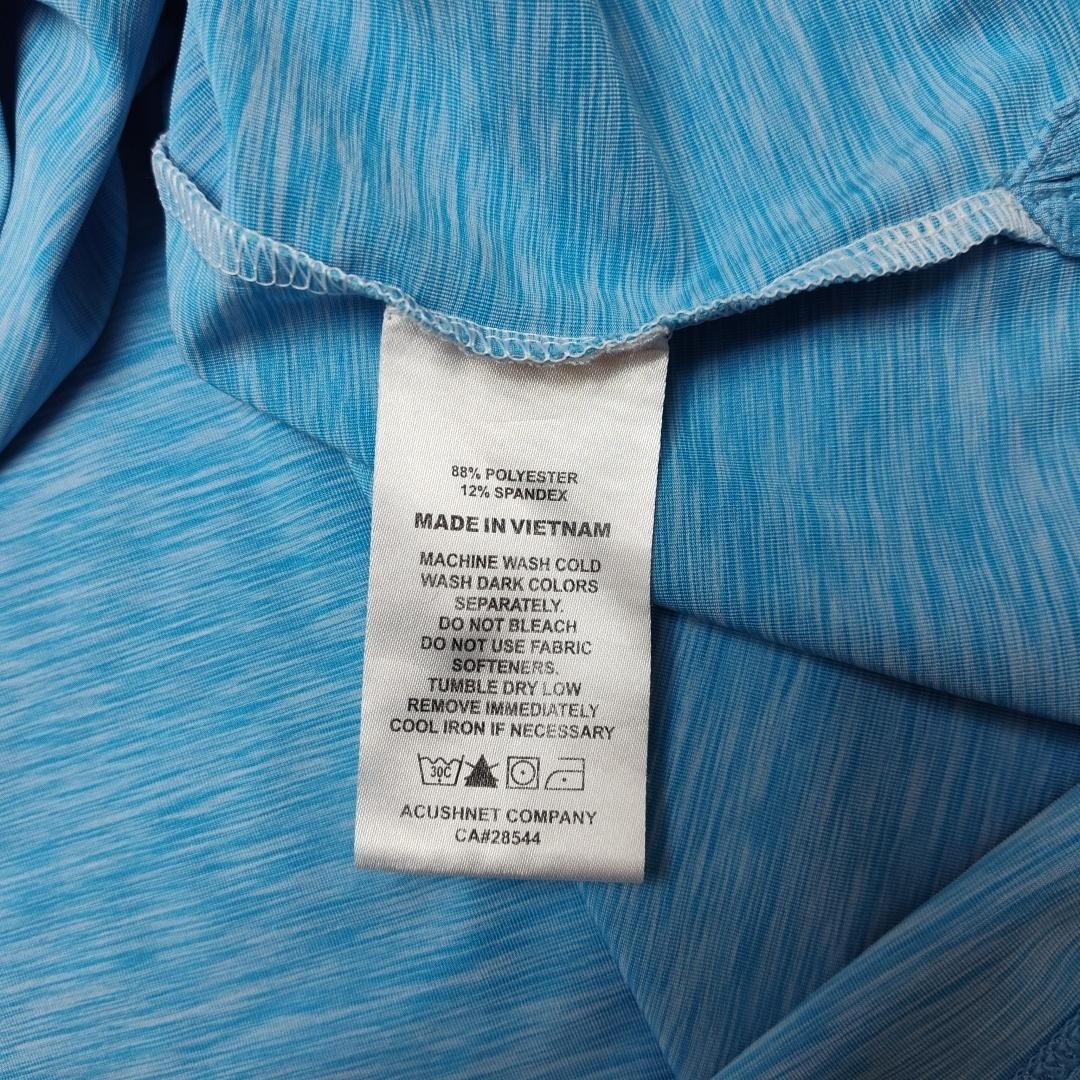 88% POLYESTER
12% SPANDEX
MADE IN VIETNAM
MACHINE WASH COLD
WASH DARK COLORS
SEPARATELY.
DO NOT BLEACH
DO NOT USE FABRIC
SOFTENERS.
TUMBLE DRY LOW
REMOVE IMMEDIATELY
COOL IRON IF NECESSARY
30C
ACUSHNET COMPANY
CA#28544